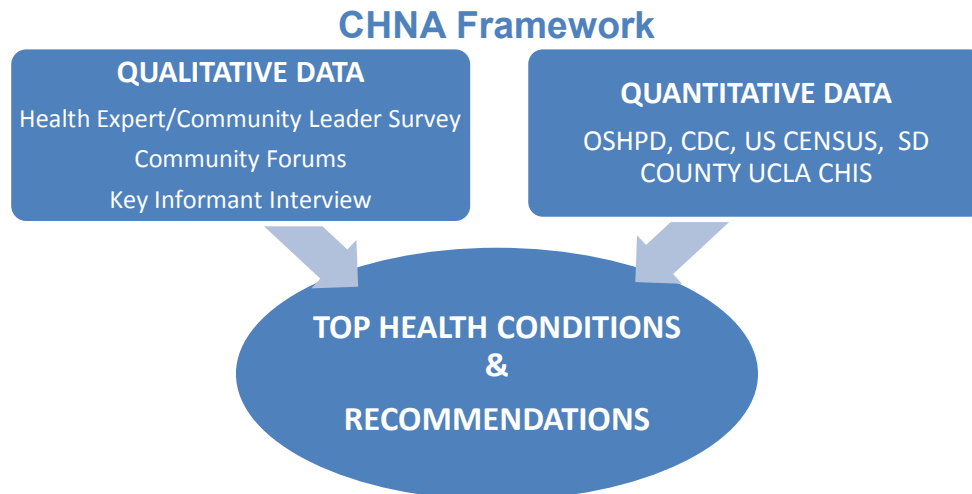 CHNA Framework
QUALITATIVE DATA
Health Expert/Community Leader Survey
Community Forums
Key Informant Interview
QUANTITATIVE DATA
OSHPD, CDC, US CENSUS, SD
COUNTY UCLA CHIS
TOP HEALTH CONDITIONS
&
RECOMMENDATIONS